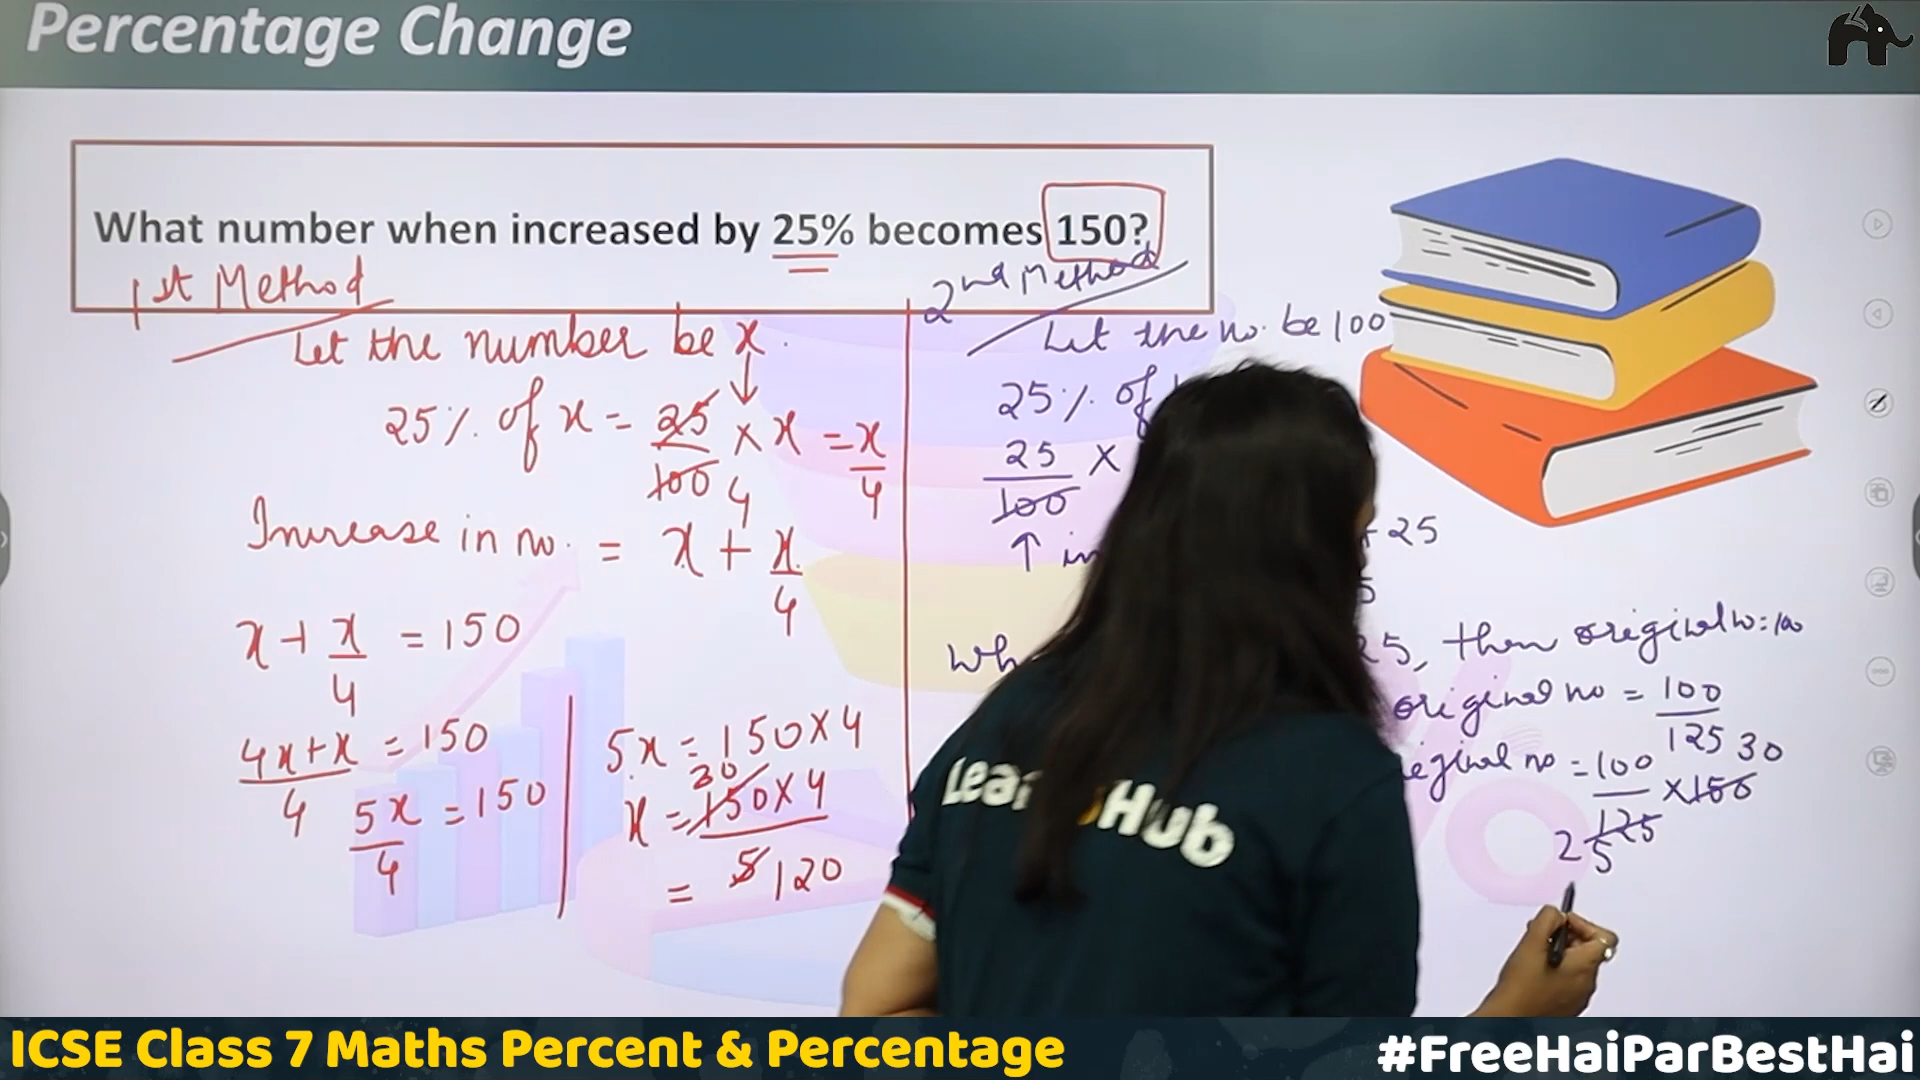 Percentage Change
What number when increased by 25% becomes 150?
1st Method
Let the number be x.
25% of x = 25/100 × x = x/4
4
Increase in no. = x + x/4
x + x/4 = 150
4x+x/4 = 150
5x/4 = 150
5x = 150 × 4
30
x = 150×4/5
= 120
2nd Method
Let the no. be 100
25% of
25/100 ×
↑ in
+ 25
5
Wh
25, then original no = 100
original no = 100/125
original no = 100/125 × 150
30
2 5
Lear Hub
ICSE Class 7 Maths Percent & Percentage
#FreeHaiParBestHai